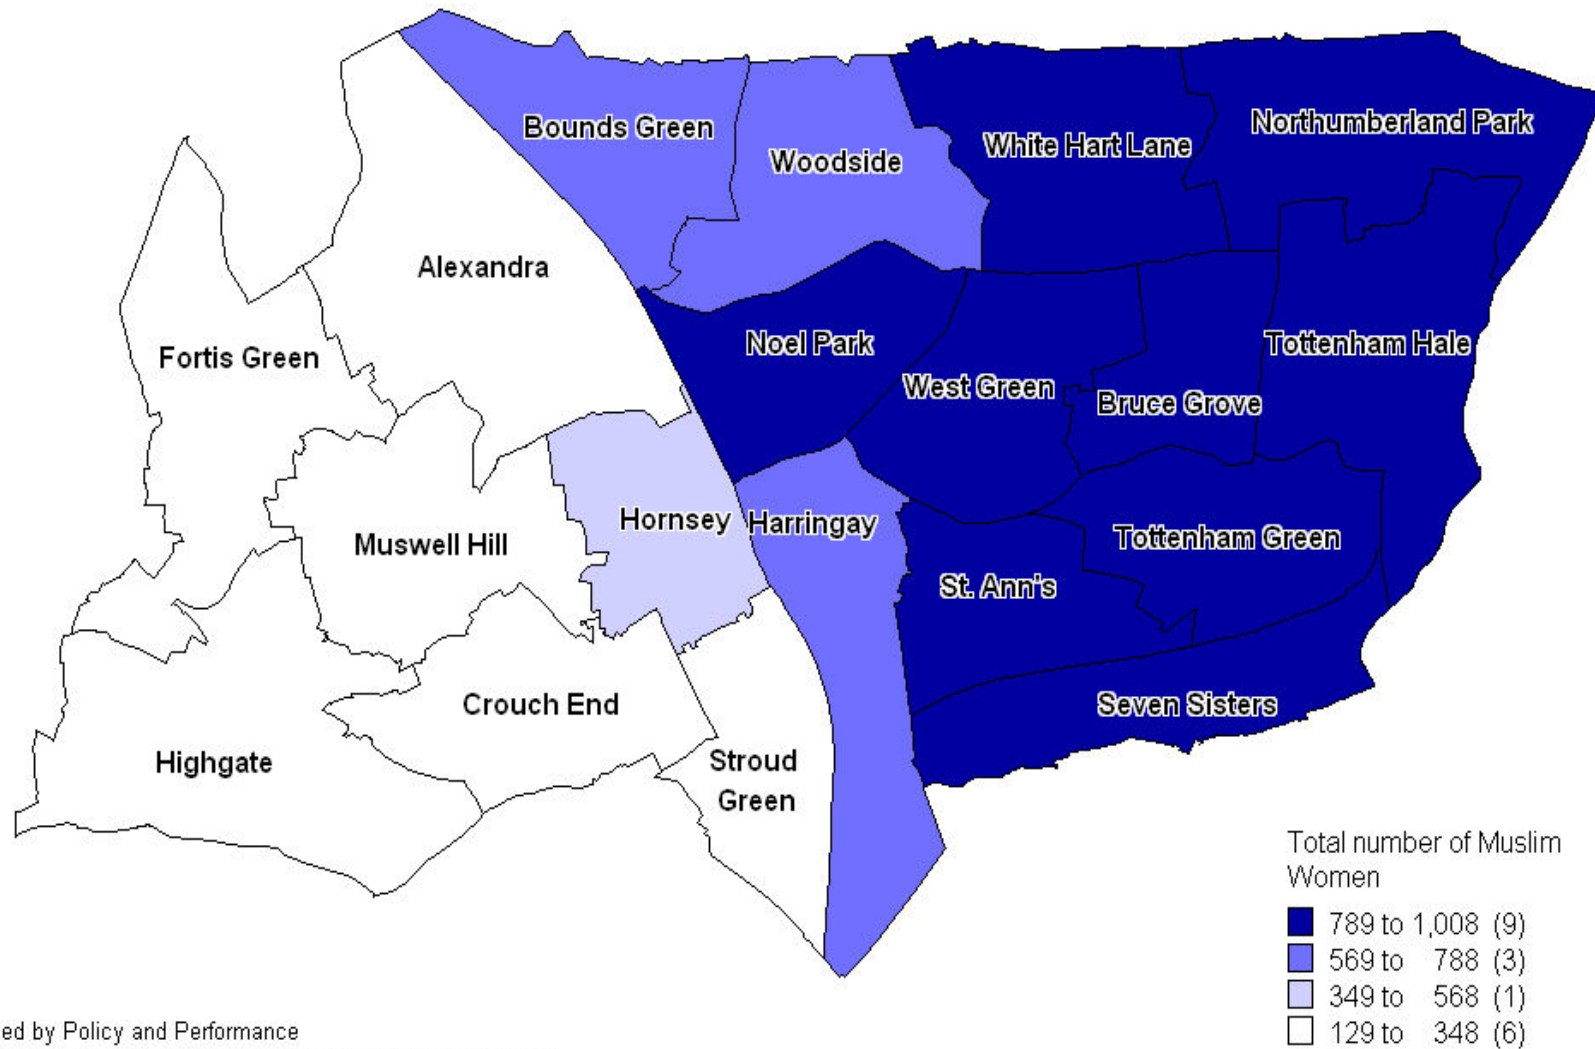 Bounds Green
Woodside
White Hart Lane
Northumberland Park
Alexandra
Fortis Green
Noel Park
West Green
Bruce Grove
Tottenham Hale
Muswell Hill
Hornsey
Harringay
St. Ann's
Tottenham Green
Crouch End
Seven Sisters
Highgate
Stroud
Green
Total number of Muslim
Women
789 to 1,008 (9)
569 to 788 (3)
349 to 568 (1)
129 to 348 (6)
ed by Policy and Performance